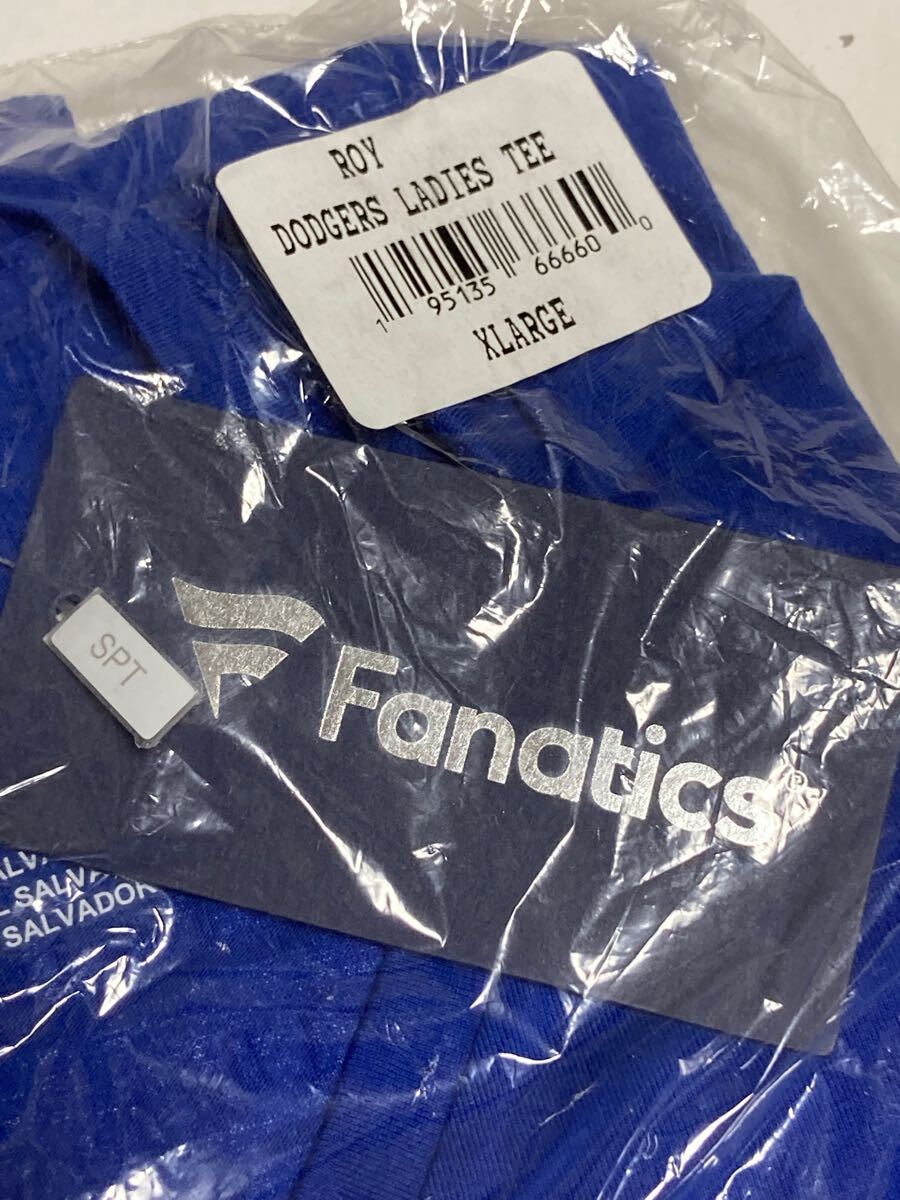 ROY
DODGERS LADIES TEE
1 95135 66660 0
XLARGE
SPT
Fanatics®
SALVADOR